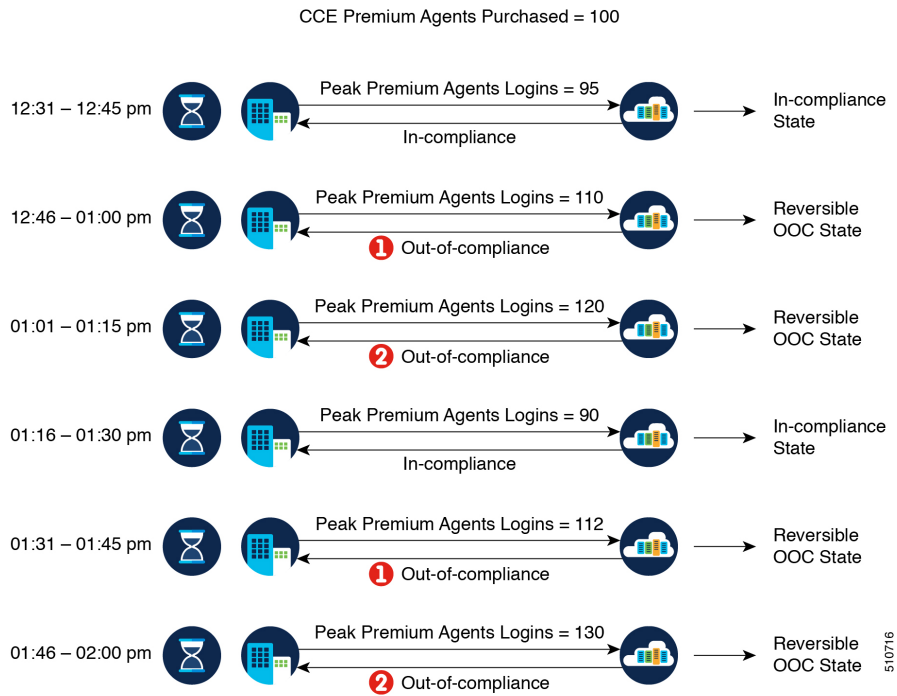 CCE Premium Agents Purchased = 100
12:31 – 12:45 pm
Peak Premium Agents Logins = 95
In-compliance
In-compliance
State
12:46 – 01:00 pm
Peak Premium Agents Logins = 110
1 Out-of-compliance
Reversible
OOC State
01:01 – 01:15 pm
Peak Premium Agents Logins = 120
2 Out-of-compliance
Reversible
OOC State
01:16 – 01:30 pm
Peak Premium Agents Logins = 90
In-compliance
In-compliance
State
01:31 – 01:45 pm
Peak Premium Agents Logins = 112
1 Out-of-compliance
Reversible
OOC State
01:46 – 02:00 pm
Peak Premium Agents Logins = 130
2 Out-of-compliance
Reversible
OOC State
510716